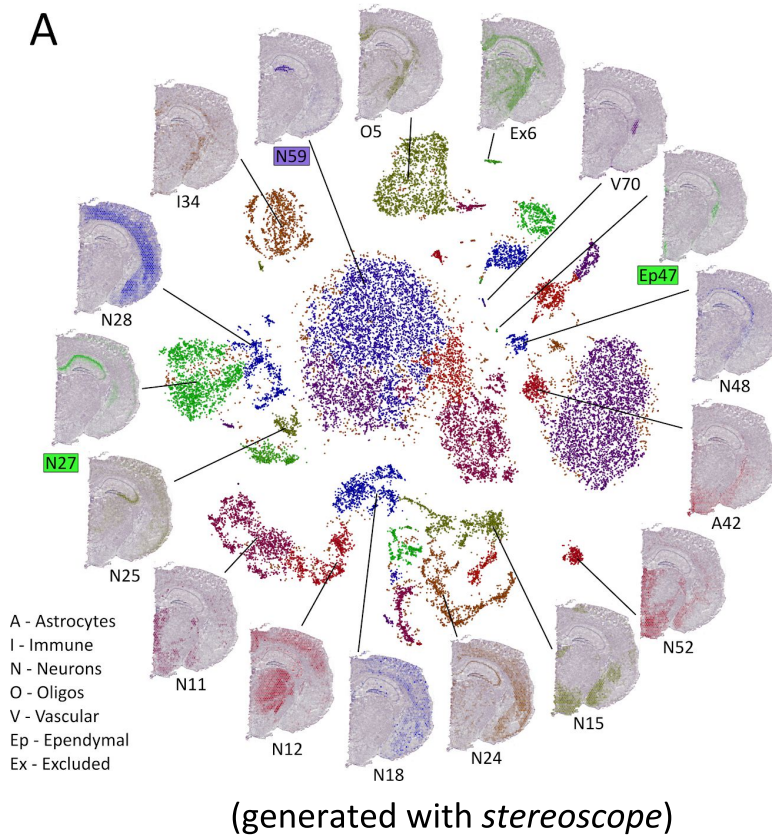 A
O5
Ex6
N59
V70
I34
Ep47
N28
N48
N27
A42
N25
N52
A - Astrocytes
I - Immune
N - Neurons
O - Oligos
V - Vascular
Ep - Ependymal
Ex - Excluded
N11
N12
N18
N24
N15
(generated with stereoscope)